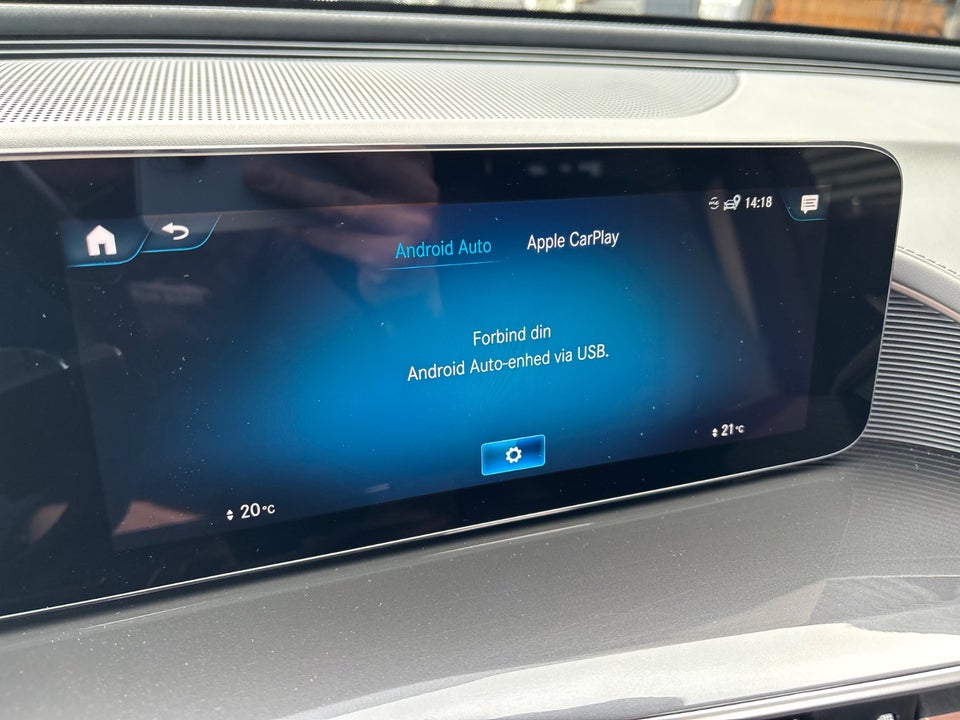 14:18
Android Auto
Apple CarPlay
Forbind din
Android Auto-enhed via USB.
21°C
20°C